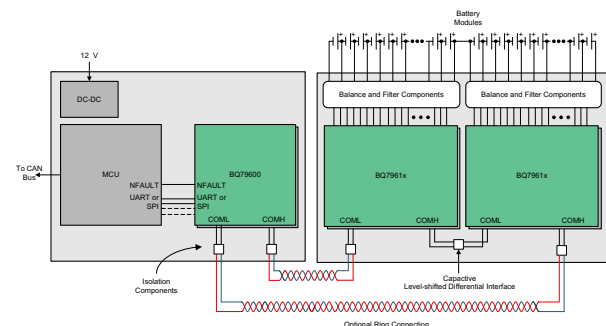 Battery
Modules
12 V
DC-DC
Balance and Filter Components
Balance and Filter Components
To CAN
Bus
MCU
NFAULT
UART or
SPI
BQ79600
NFAULT
UART or
SPI
COML
COMH
BQ7961x
COML
COMH
BQ7961x
COML
COMH
Isolation
Components
Capactive
Level-shifted Differential Interface
Optional Ring Connection